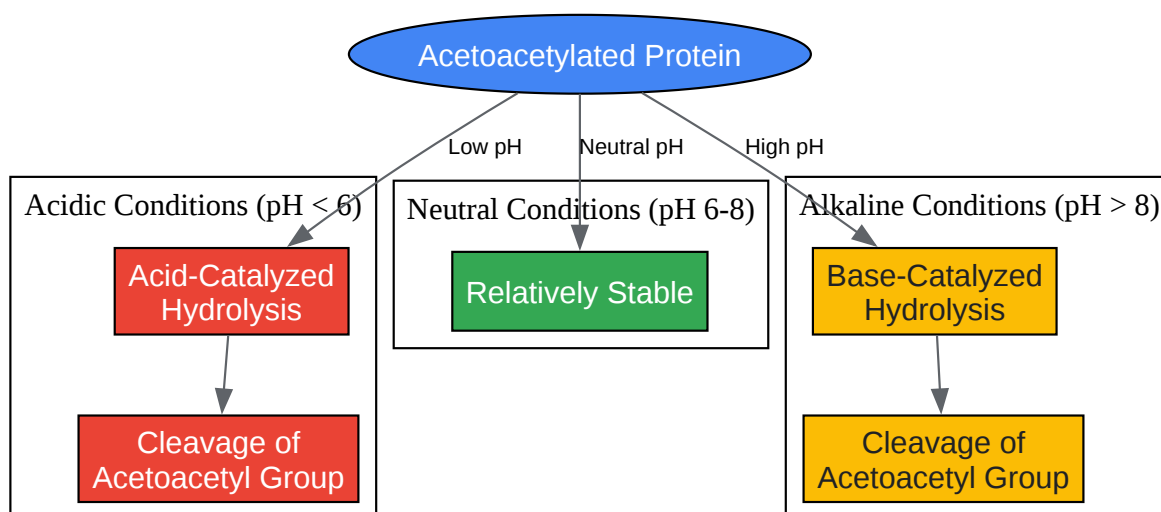 Acetoacetylated Protein
Low pH
Neutral pH
High pH
Acidic Conditions (pH < 6)
Neutral Conditions (pH 6-8)
Alkaline Conditions (pH > 8)
Acid-Catalyzed
Hydrolysis
Relatively Stable
Base-Catalyzed
Hydrolysis
Cleavage of
Acetoacetyl Group
Cleavage of
Acetoacetyl Group